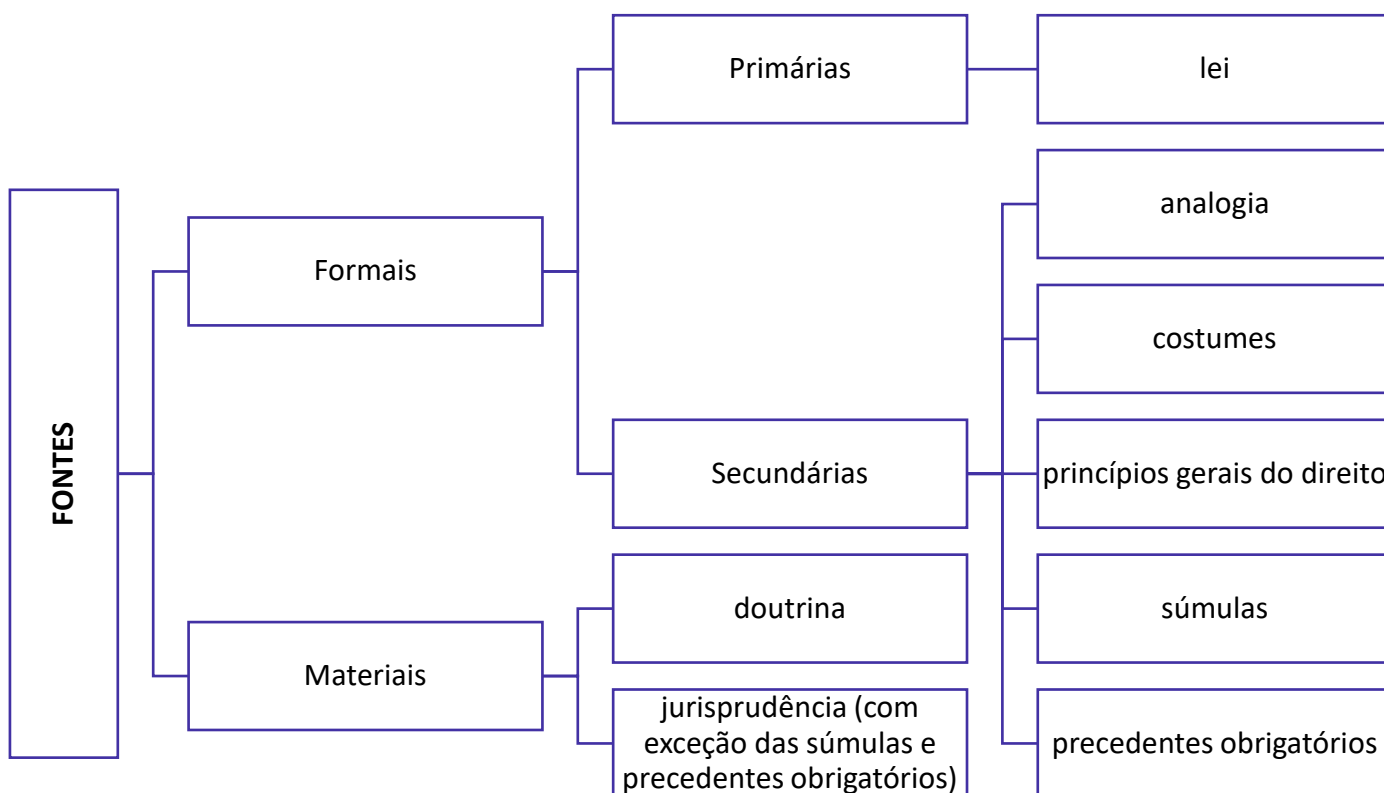 FONTES
Formais
Primárias
lei
Secundárias
analogia
costumes
princípios gerais do direito
súmulas
precedentes obrigatórios
Materiais
doutrina
jurisprudência (com
exceção das súmulas e
precedentes obrigatórios)